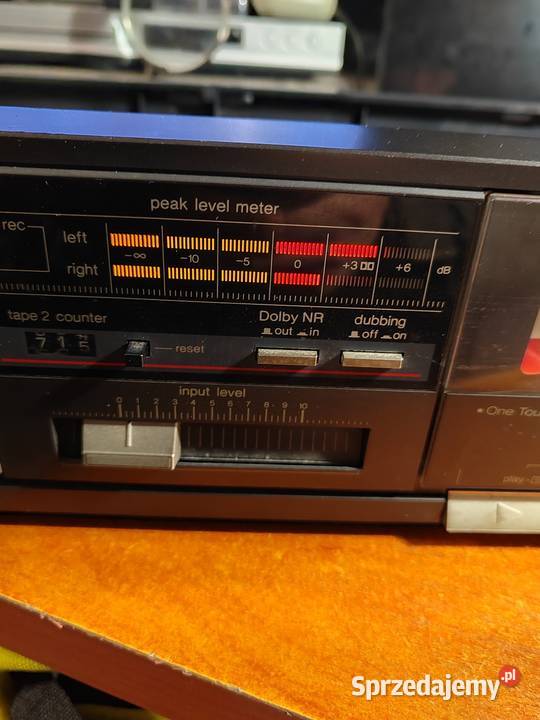 peak level meter
rec
left
right
-∞ -10 -5 0 +3 +6 dB
tape 2 counter
715
reset
Dolby NR
out in
dubbing
off on
input level
0 1 2 3 4 5 6 7 8 9 10
One Tou
play
Sprzedajemy.pl